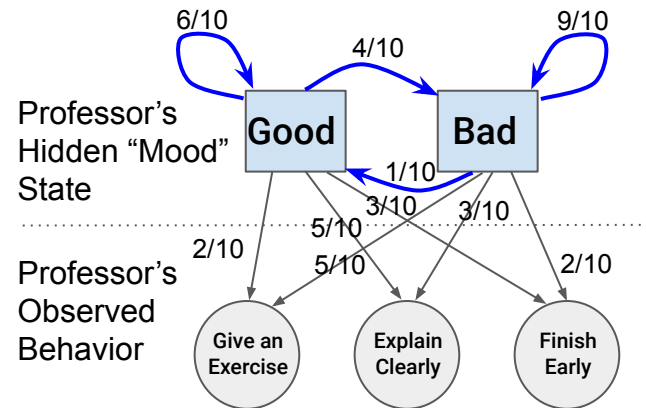 6/10
4/10
9/10
Professor's
Hidden “Mood”
State
Good
Bad
1/10
3/10
3/10
5/10
2/10
5/10
2/10
Professor's
Observed
Behavior
Give an
Exercise
Explain
Clearly
Finish
Early